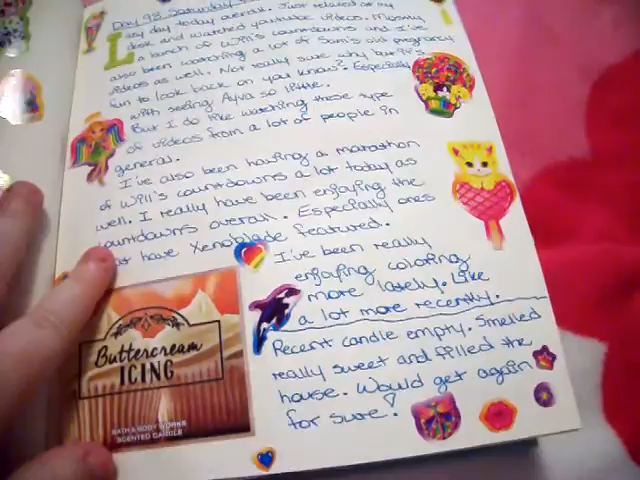 Day 95 Saturday
Lazy day today overall. Just relaxed at my
desk and watched youtube videos. Mostly
a bunch of Will's countdowns and I've
also been watching a lot of Sam's old pregnancy
videos as well. Not really sure why but it's
fun to look back on you know? Especially
with seeing Ayva so little.
But I do like watching those type
of videos from a lot of people in
general.
I've also been having a marathon
of Will's countdowns a lot today as
well. I really have been enjoying the
countdowns overall. Especially ones
that have Xenoblade featured.
I've been really
enjoying coloring
more lately. Like
a lot more recently.
Buttercream
ICING
BATH & BODY WORKS
SCENTED CANDLE
Recent candle empty. Smelled
really sweet and filled the
house. Would get again
for sure!